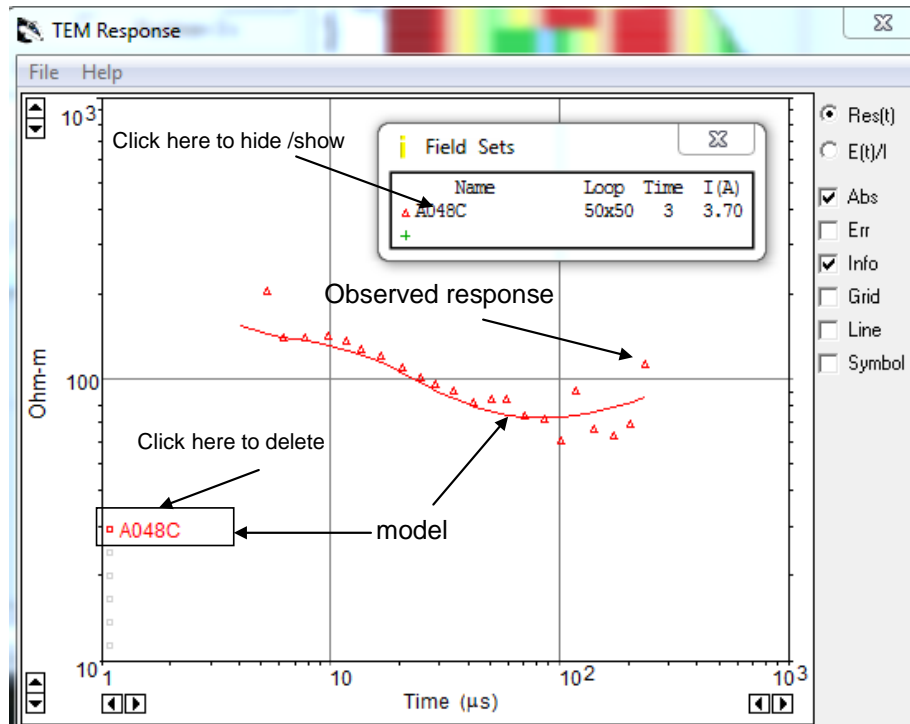 TEM Response
File Help
10³
Click here to hide /show
Field Sets
Name Loop Time I(A)
A048C 50x50 3 3.70
Res(t)
E(t)/I
Abs
Err
Info
Grid
Line
Symbol
Observed response
100
Ohm-m
Click here to delete
A048C
model
10
1 10 10² 10³
Time (µs)